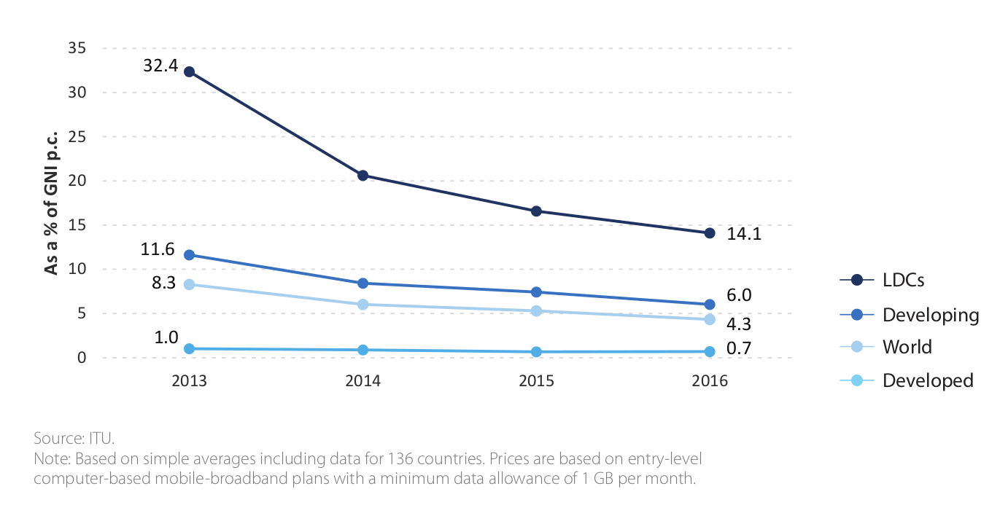 As a % of GNI p.c.
35
30
25
20
15
10
5
0
32.4
14.1
11.6
6.0
8.3
4.3
1.0
0.7
2013
2014
2015
2016
LDCs
Developing
World
Developed
Source: ITU.
Note: Based on simple averages including data for 136 countries. Prices are based on entry-level
computer-based mobile-broadband plans with a minimum data allowance of 1 GB per month.